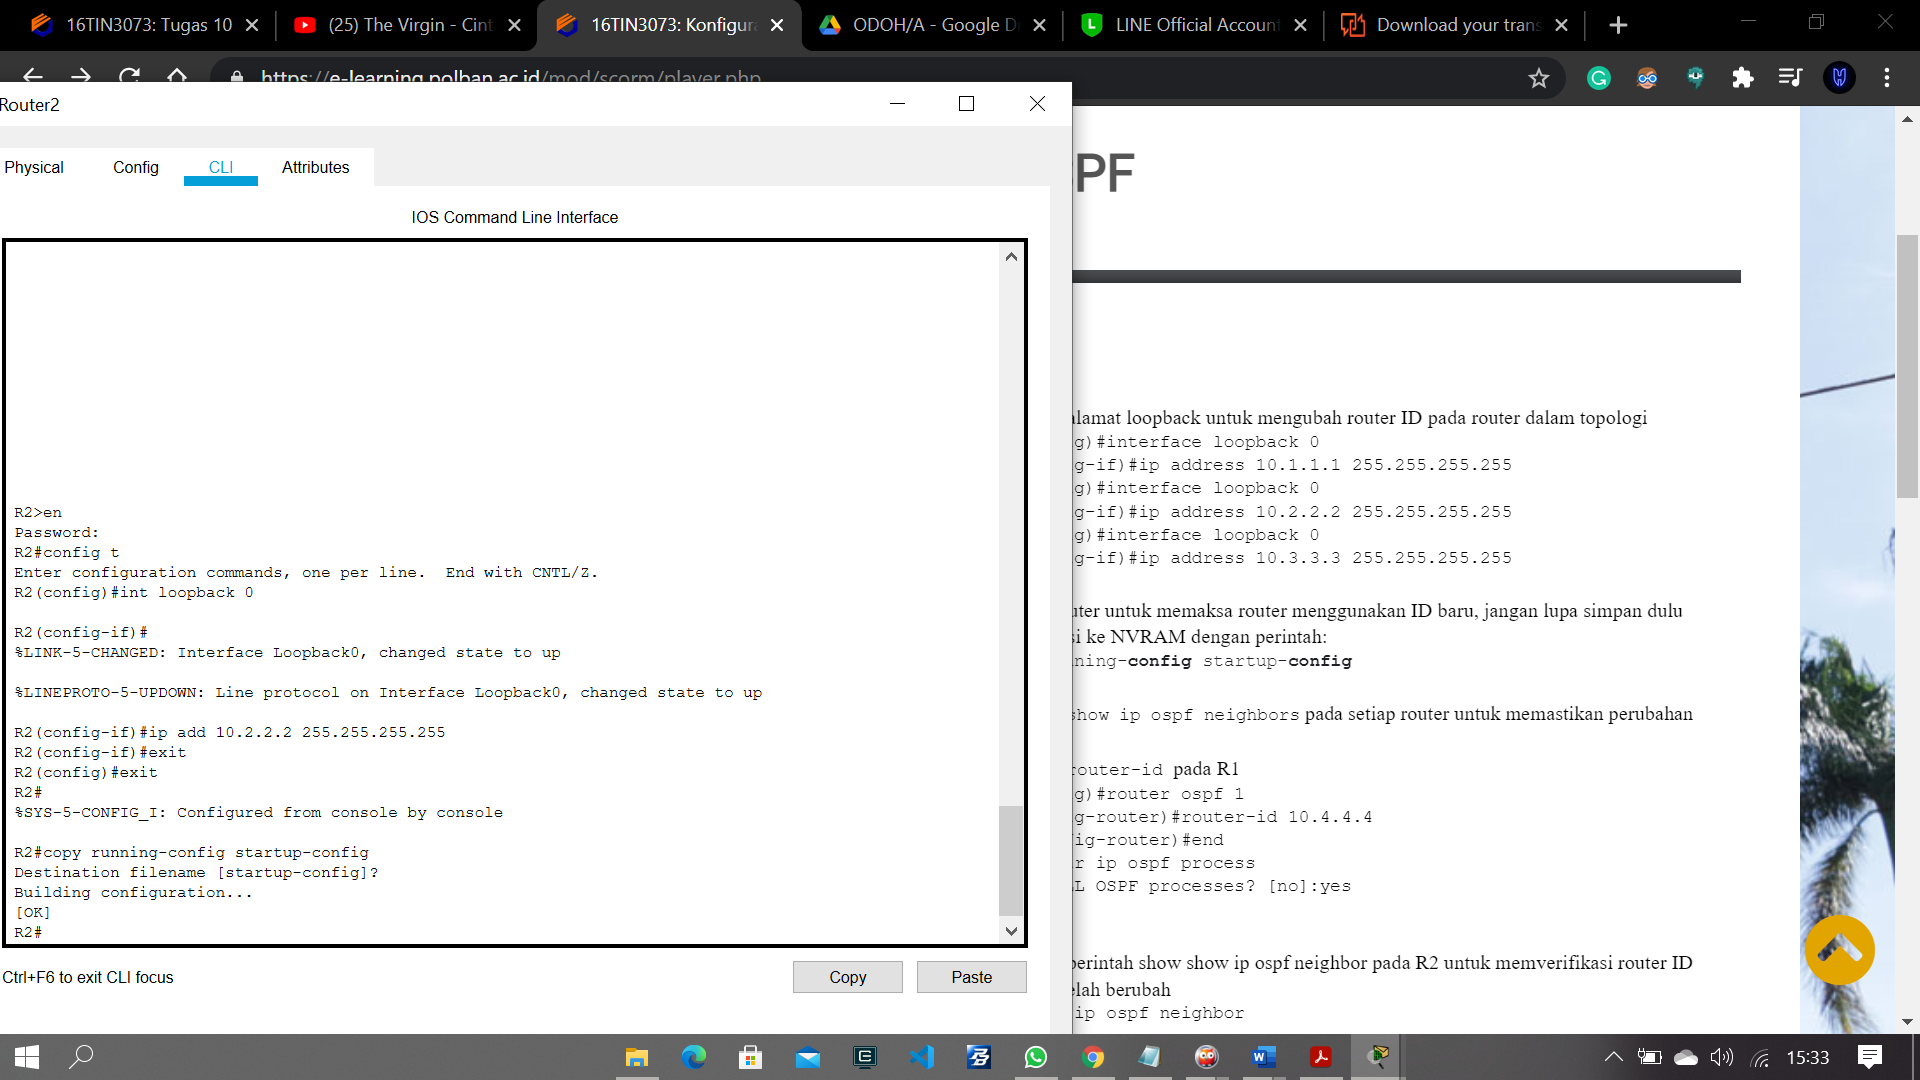 16TIN3073: Tugas 10
(25) The Virgin - Cint
16TIN3073: Konfigura
ODOH/A - Google D
LINE Official Account
Download your trans
https://e-learning.polban.ac.id/mod/scorm/player.php
Router2
Physical
Config
CLI
Attributes
IOS Command Line Interface
R2>en
Password:
R2#config t
Enter configuration commands, one per line.  End with CNTL/Z.
R2(config)#int loopback 0
R2(config-if)#
%LINK-5-CHANGED: Interface Loopback0, changed state to up
%LINEPROTO-5-UPDOWN: Line protocol on Interface Loopback0, changed state to up
R2(config-if)#ip add 10.2.2.2 255.255.255.255
R2(config-if)#exit
R2(config)#exit
R2#
%SYS-5-CONFIG_I: Configured from console by console
R2#copy running-config startup-config
Destination filename [startup-config]?
Building configuration...
[OK]
R2#
Ctrl+F6 to exit CLI focus
Copy
Paste
PF
alamat loopback untuk mengubah router ID pada router dalam topologi
g)#interface loopback 0
g-if)#ip address 10.1.1.1 255.255.255.255
g)#interface loopback 0
g-if)#ip address 10.2.2.2 255.255.255.255
g)#interface loopback 0
g-if)#ip address 10.3.3.3 255.255.255.255
uter untuk memaksa router menggunakan ID baru, jangan lupa simpan dulu
si ke NVRAM dengan perintah:
ning-config startup-config
show ip ospf neighbors pada setiap router untuk memastikan perubahan
router-id pada R1
g)#router ospf 1
g-router)#router-id 10.4.4.4
ig-router)#end
r ip ospf process
L OSPF processes? [no]:yes
perintah show show ip ospf neighbor pada R2 untuk memverifikasi router ID
elah berubah
ip ospf neighbor
15:33